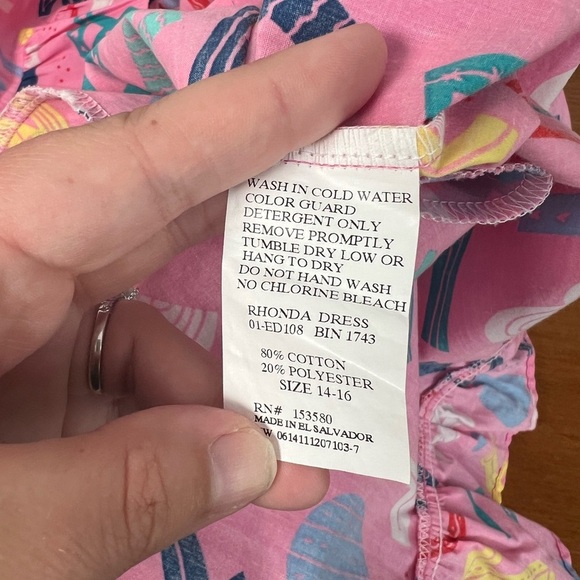 WASH IN COLD WATER
COLOR GUARD
DETERGENT ONLY
REMOVE PROMPTLY
TUMBLE DRY LOW OR
HANG TO DRY
DO NOT HAND WASH
NO CHLORINE BLEACH
RHONDA DRESS
01-ED108 BIN 1743
80% COTTON
20% POLYESTER
SIZE 14-16
RN# 153580
MADE IN EL SALVADOR
W 0614111207103-7